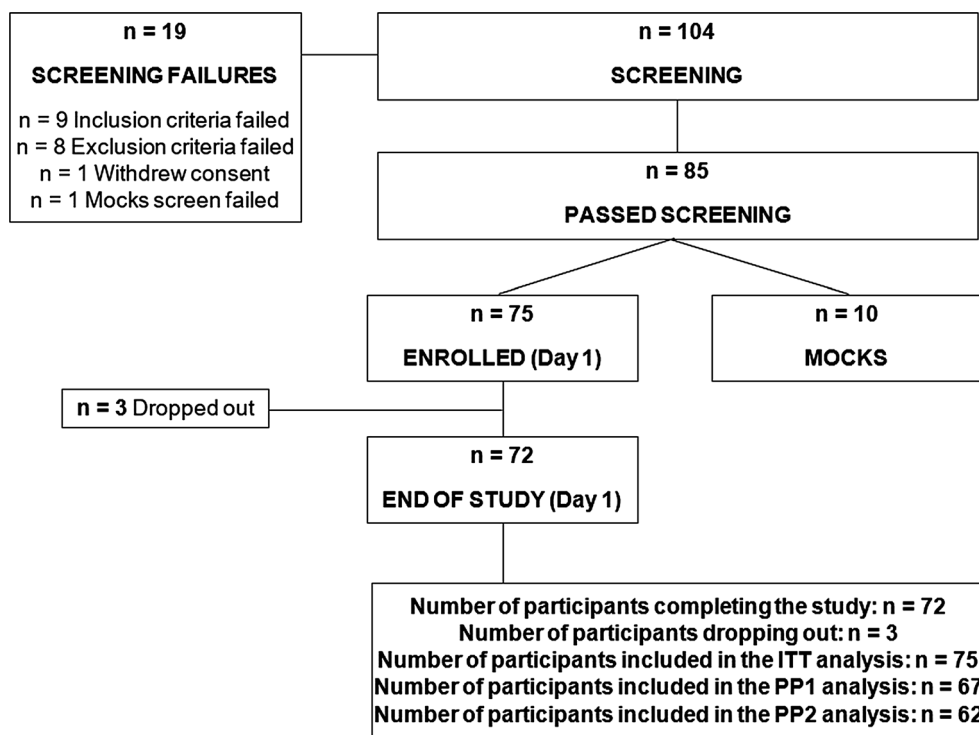 n = 19
SCREENING FAILURES
n = 9 Inclusion criteria failed
n = 8 Exclusion criteria failed
n = 1 Withdrew consent
n = 1 Mocks screen failed
n = 104
SCREENING
n = 85
PASSED SCREENING
n = 75
ENROLLED (Day 1)
n = 10
MOCKS
n = 3 Dropped out
n = 72
END OF STUDY (Day 1)
Number of participants completing the study: n = 72
Number of participants dropping out: n = 3
Number of participants included in the ITT analysis: n = 75
Number of participants included in the PP1 analysis: n = 67
Number of participants included in the PP2 analysis: n = 62